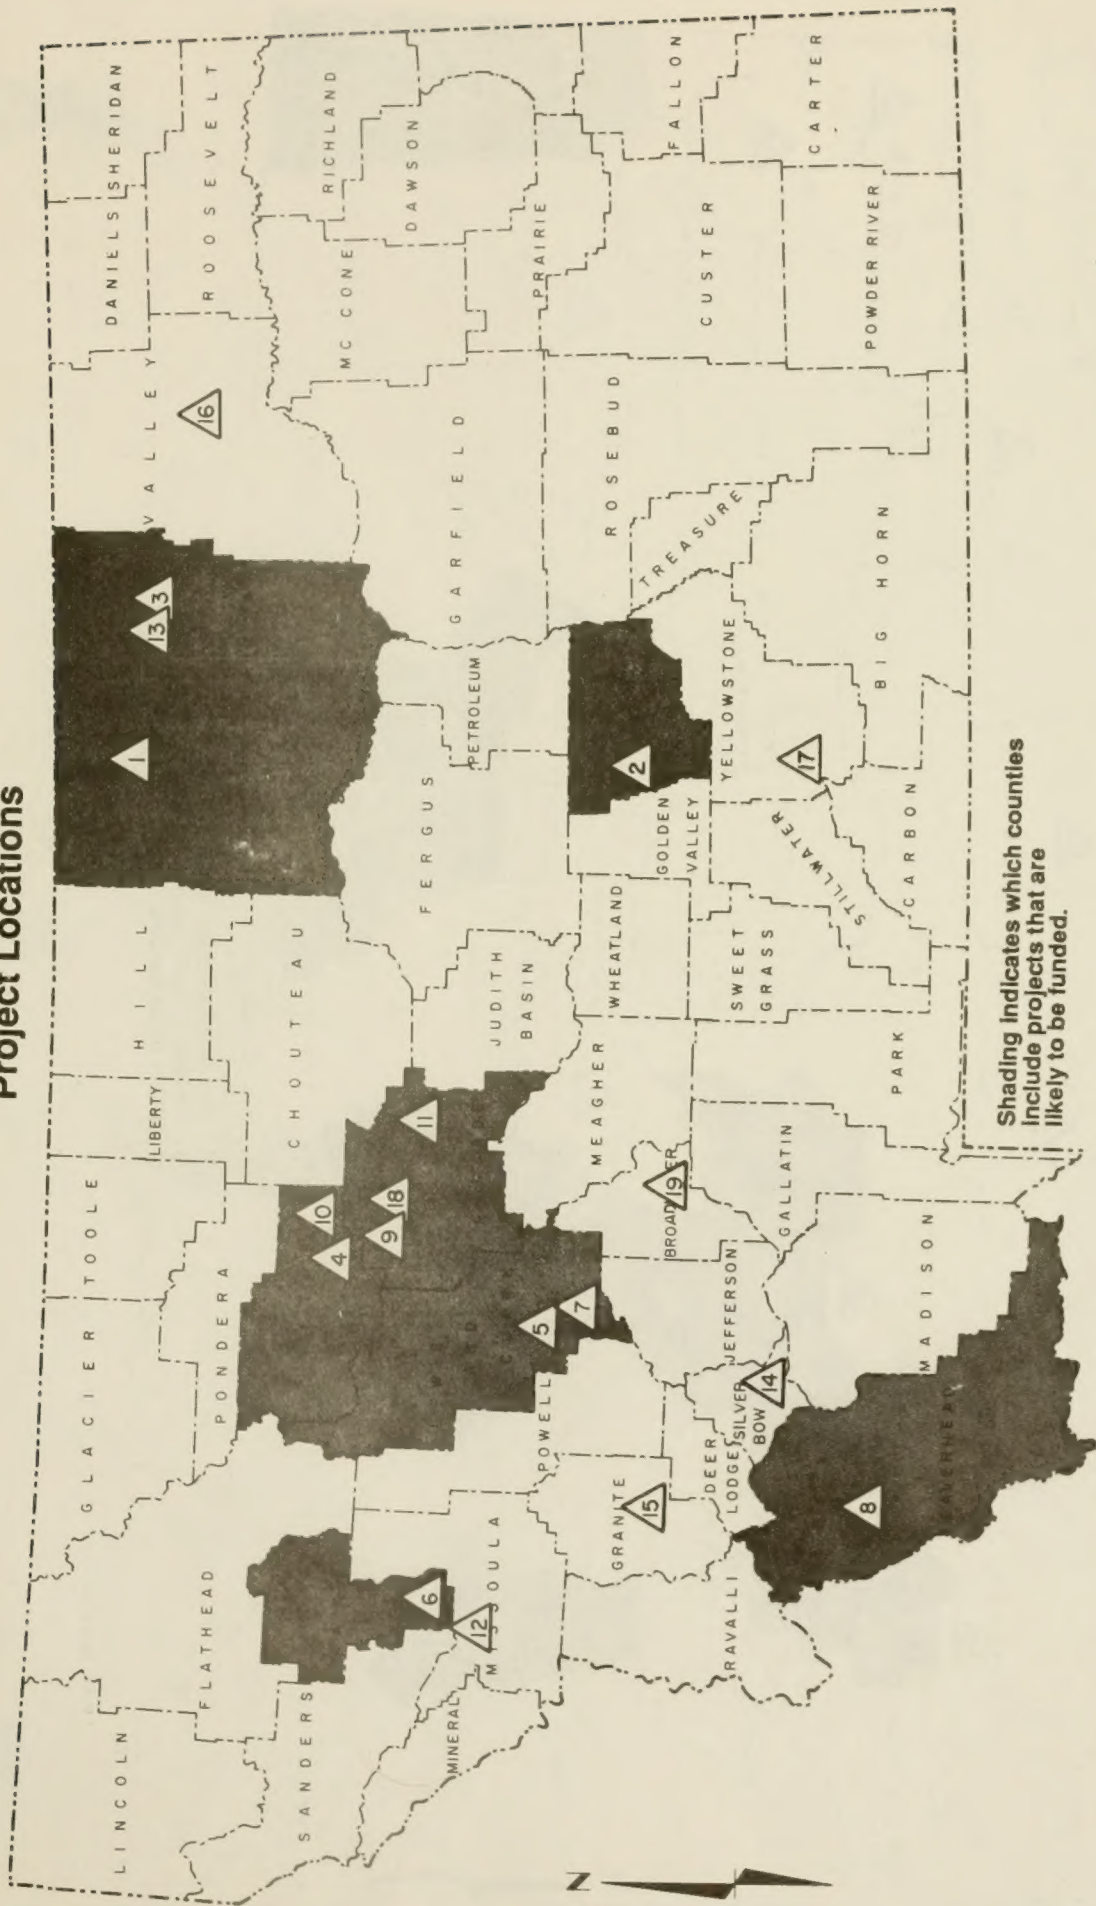 Project Locations
LINCOLN
FLATHEAD
GLACIER
TOOLE
LIBERTY
HILL
DANIELS
SHERIDAN
VALLEY
ROOSEVELT
PONDERA
CHOUTEAU
SANDERS
RICHLAND
MC CONE
DAWSON
GARFIELD
FERGUS
PETROLEUM
JUDITH
BASIN
PRAIRIE
MINERAL
MISSOULA
POWELL
MEAGHER
WHEATLAND
GOLDEN
VALLEY
ROSEBUD
TREASURE
CUSTER
FALLON
GRANITE
RAVALLI
DEER
LODGE
SILVER
BOW
JEFFERSON
GALLATIN
SWEET
GRASS
STILLWATER
YELLOWSTONE
BIG HORN
POWDER RIVER
CARTER
PARK
CARBON
MADISON
BEAVERHEAD
1
13
3
16
4
10
9
18
11
5
7
6
12
2
19
15
14
17
8
N
Shading indicates which counties
include projects that are
likely to be funded.